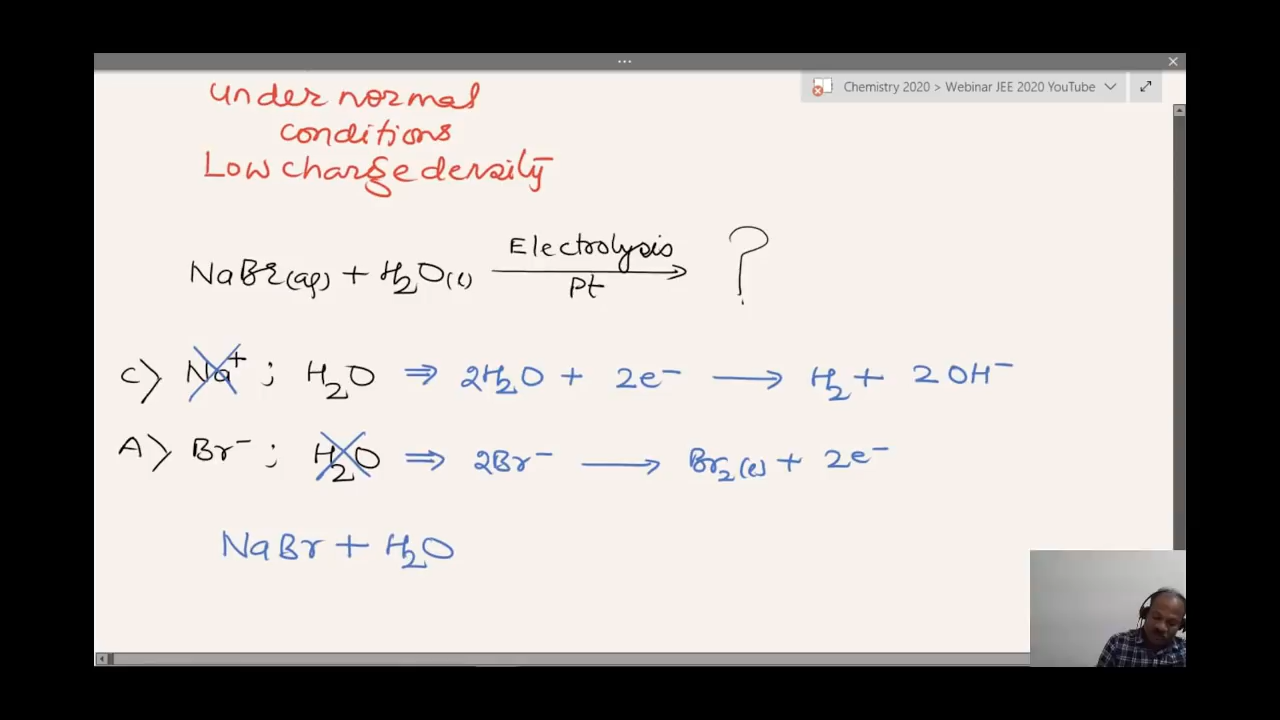 Chemistry 2020 > Webinar JEE 2020 YouTube
Under normal
conditions
Low charge density
NaBr(aq) + H₂O(l) Electrolysis Pt → ?
C) Na⁺ ; H₂O ⇒ 2H₂O + 2e⁻ → H₂ + 2OH⁻
A) Br⁻ ; H₂O ⇒ 2Br⁻ → Br₂(l) + 2e⁻
NaBr + H₂O